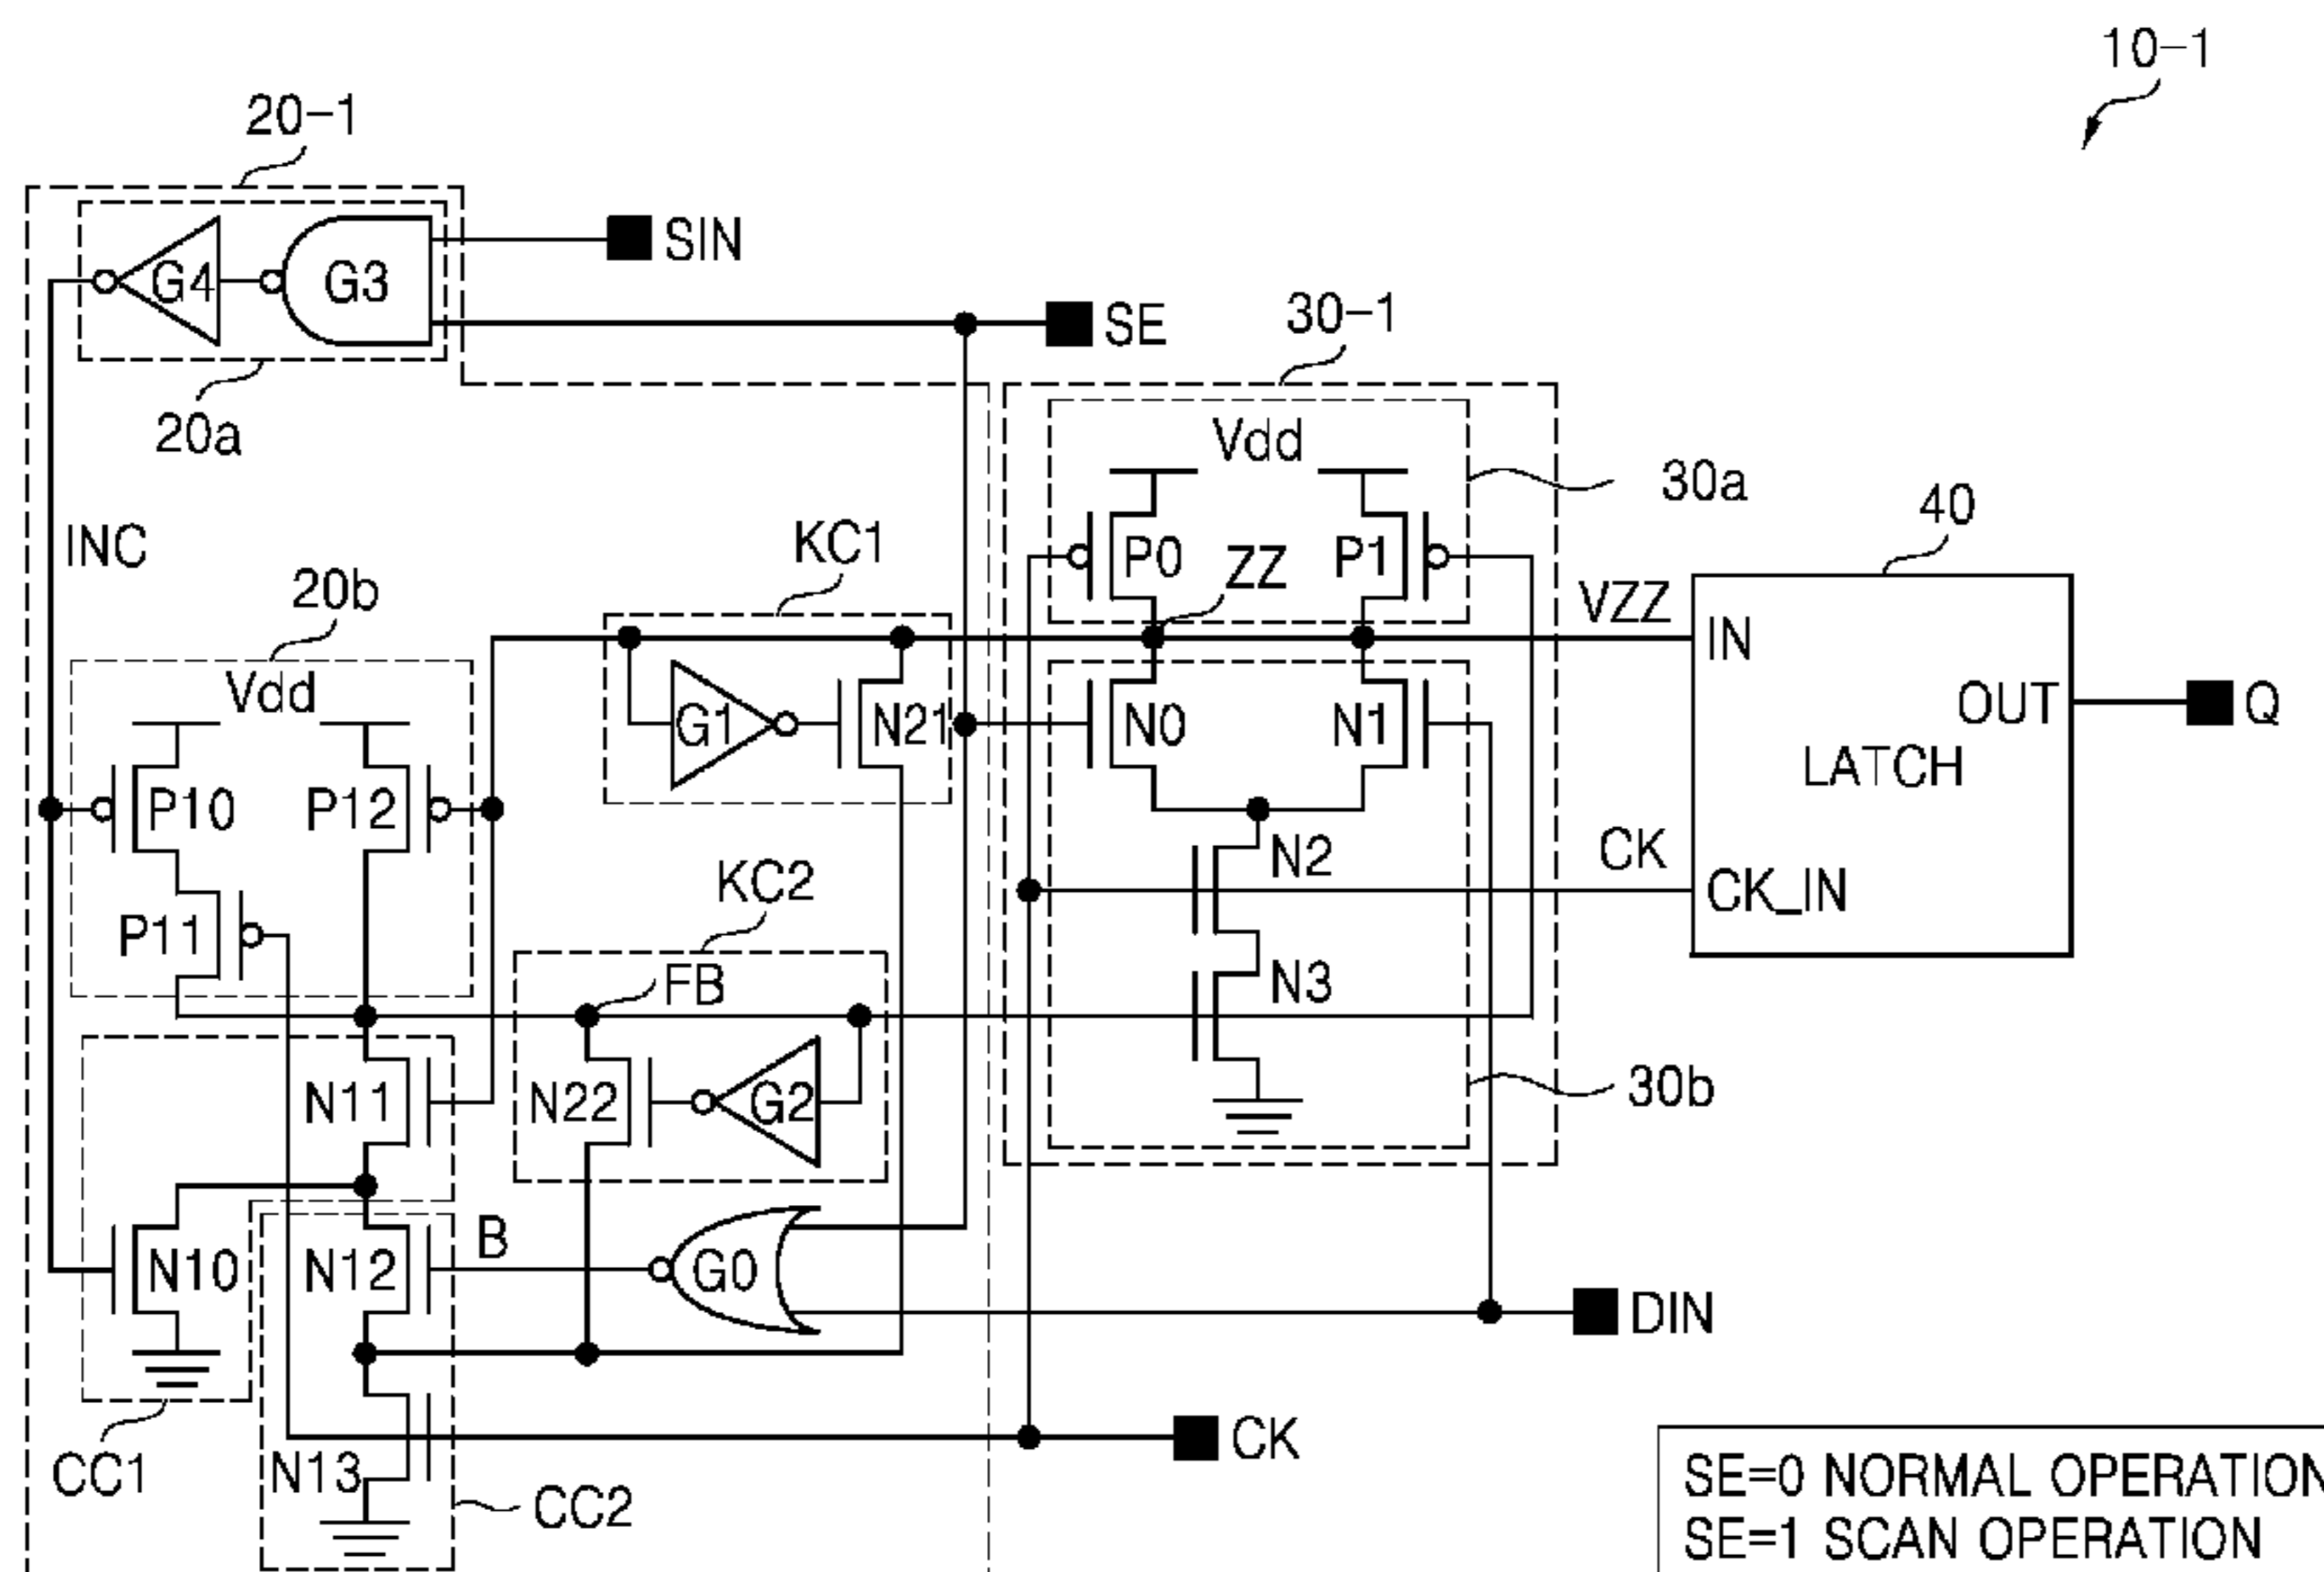 10-1
20-1
SIN
G4
G3
SE
30-1
20a
Vdd
30a
INC
KC1
P0
ZZ
P1
40
20b
VZZ
IN
Vdd
G1
N21
N0
N1
OUT
Q
LATCH
P10
P12
KC2
N2
CK
CK_IN
P11
FB
N3
N11
N22
G2
30b
B
N10
N12
G0
DIN
CK
CC1
N13
CC2
SE=0 NORMAL OPERATION
SE=1 SCAN OPERATION